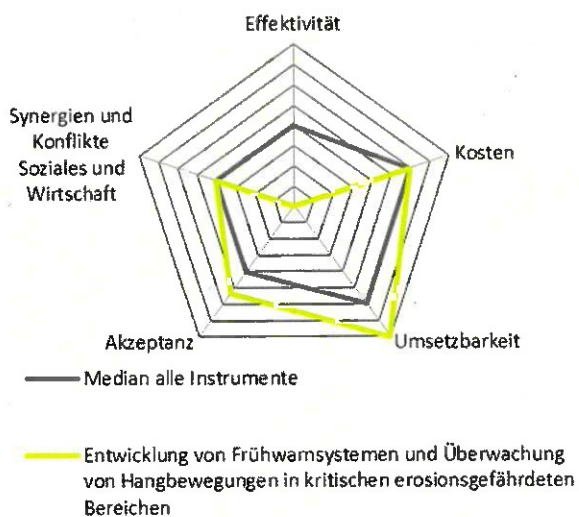 Effektivität
Synergien und
Konflikte
Soziales und
Wirtschaft
Kosten
Akzeptanz
Umsetzbarkeit
Median alle Instrumente
Entwicklung von Frühwarnsystemen und Überwachung
von Hangbewegungen in kritischen erosionsgefährdeten
Bereichen